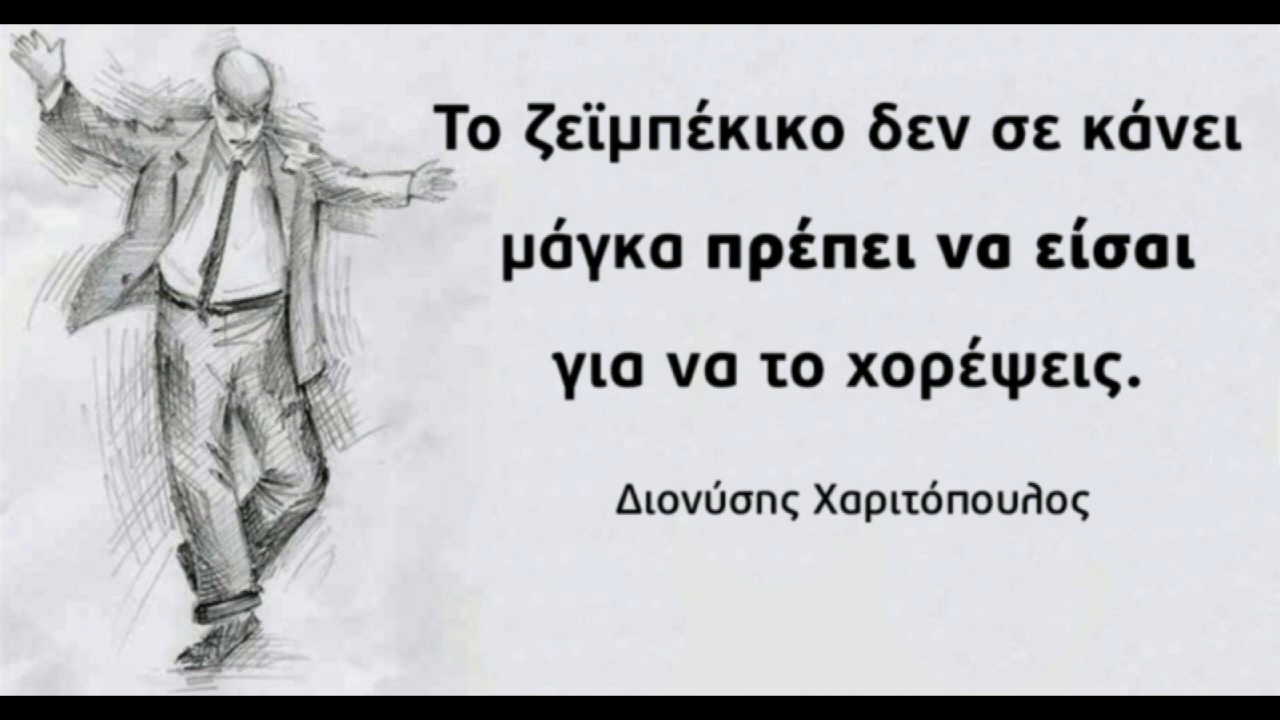 Το ζεϊμπέκικο δεν σε κάνει
μάγκα πρέπει να είσαι
για να το χορέψεις.
Διονύσης Χαριτόπουλος